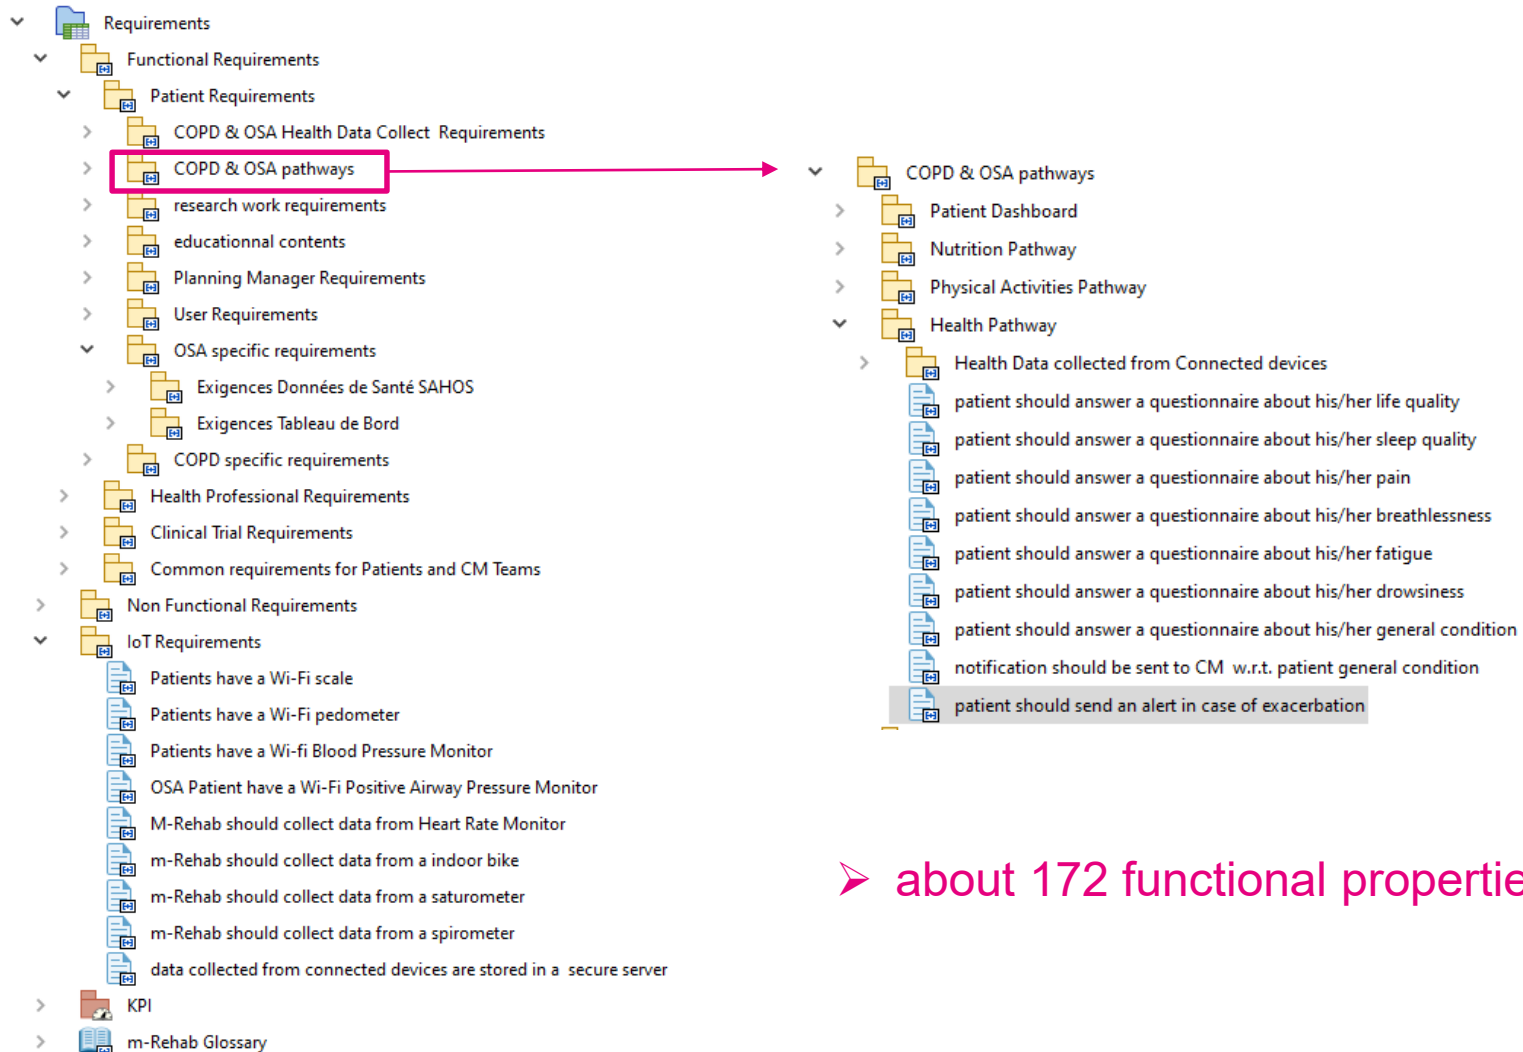 Requirements
Functional Requirements
Patient Requirements
COPD & OSA Health Data Collect  Requirements
COPD & OSA pathways
research work requirements
educationnal contents
Planning Manager Requirements
User Requirements
OSA specific requirements
Exigences Données de Santé SAHOS
Exigences Tableau de Bord
COPD specific requirements
Health Professional Requirements
Clinical Trial Requirements
Common requirements for Patients and CM Teams
Non Functional Requirements
IoT Requirements
Patients have a Wi-Fi scale
Patients have a Wi-Fi pedometer
Patients have a Wi-fi Blood Pressure Monitor
OSA Patient have a Wi-Fi Positive Airway Pressure Monitor
M-Rehab should collect data from Heart Rate Monitor
m-Rehab should collect data from a indoor bike
m-Rehab should collect data from a saturometer
m-Rehab should collect data from a spirometer
data collected from connected devices are stored in a  secure server
KPI
m-Rehab Glossary
COPD & OSA pathways
Patient Dashboard
Nutrition Pathway
Physical Activities Pathway
Health Pathway
Health Data collected from Connected devices
patient should answer a questionnaire about his/her life quality
patient should answer a questionnaire about his/her sleep quality
patient should answer a questionnaire about his/her pain
patient should answer a questionnaire about his/her breathlessness
patient should answer a questionnaire about his/her fatigue
patient should answer a questionnaire about his/her drowsiness
patient should answer a questionnaire about his/her general condition
notification should be sent to CM  w.r.t. patient general condition
patient should send an alert in case of exacerbation
➢ about 172 functional propertie